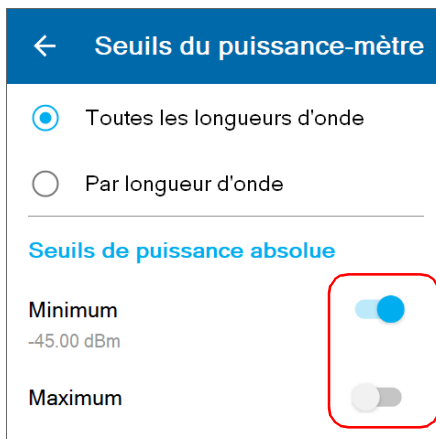 Seuils du puissance-mètre
Toutes les longueurs d'onde
Par longueur d'onde
Seuils de puissance absolue
Minimum
-45.00 dBm
Maximum